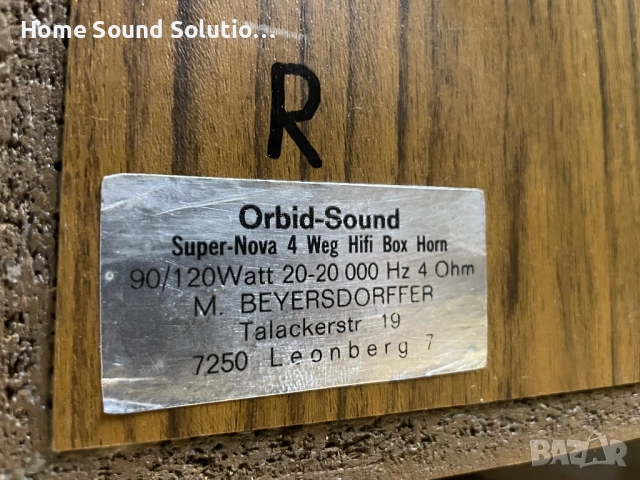 Home Sound Solutio...
R
Orbid-Sound
Super-Nova 4 Weg Hifi Box Horn
90/120Watt 20-20 000 Hz 4 Ohm
M. BEYERSDORFFER
Talackerstr 19
7250 Leonberg 7
BAZAR